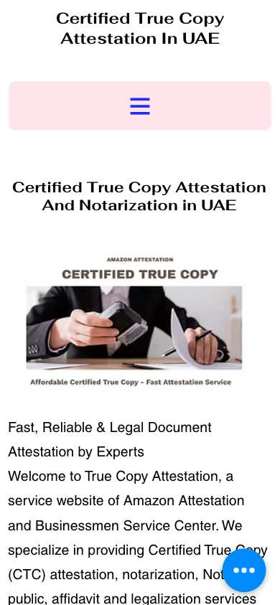 Certified True Copy
Attestation In UAE
Certified True Copy Attestation
And Notarization in UAE
AMAZON ATTESTATION
CERTIFIED TRUE COPY
Affordable Certified True Copy - Fast Attestation Service
Fast, Reliable & Legal Document
Attestation by Experts
Welcome to True Copy Attestation, a
service website of Amazon Attestation
and Businessmen Service Center. We
specialize in providing Certified True Copy
(CTC) attestation, notarization,
public, affidavit and legalization services